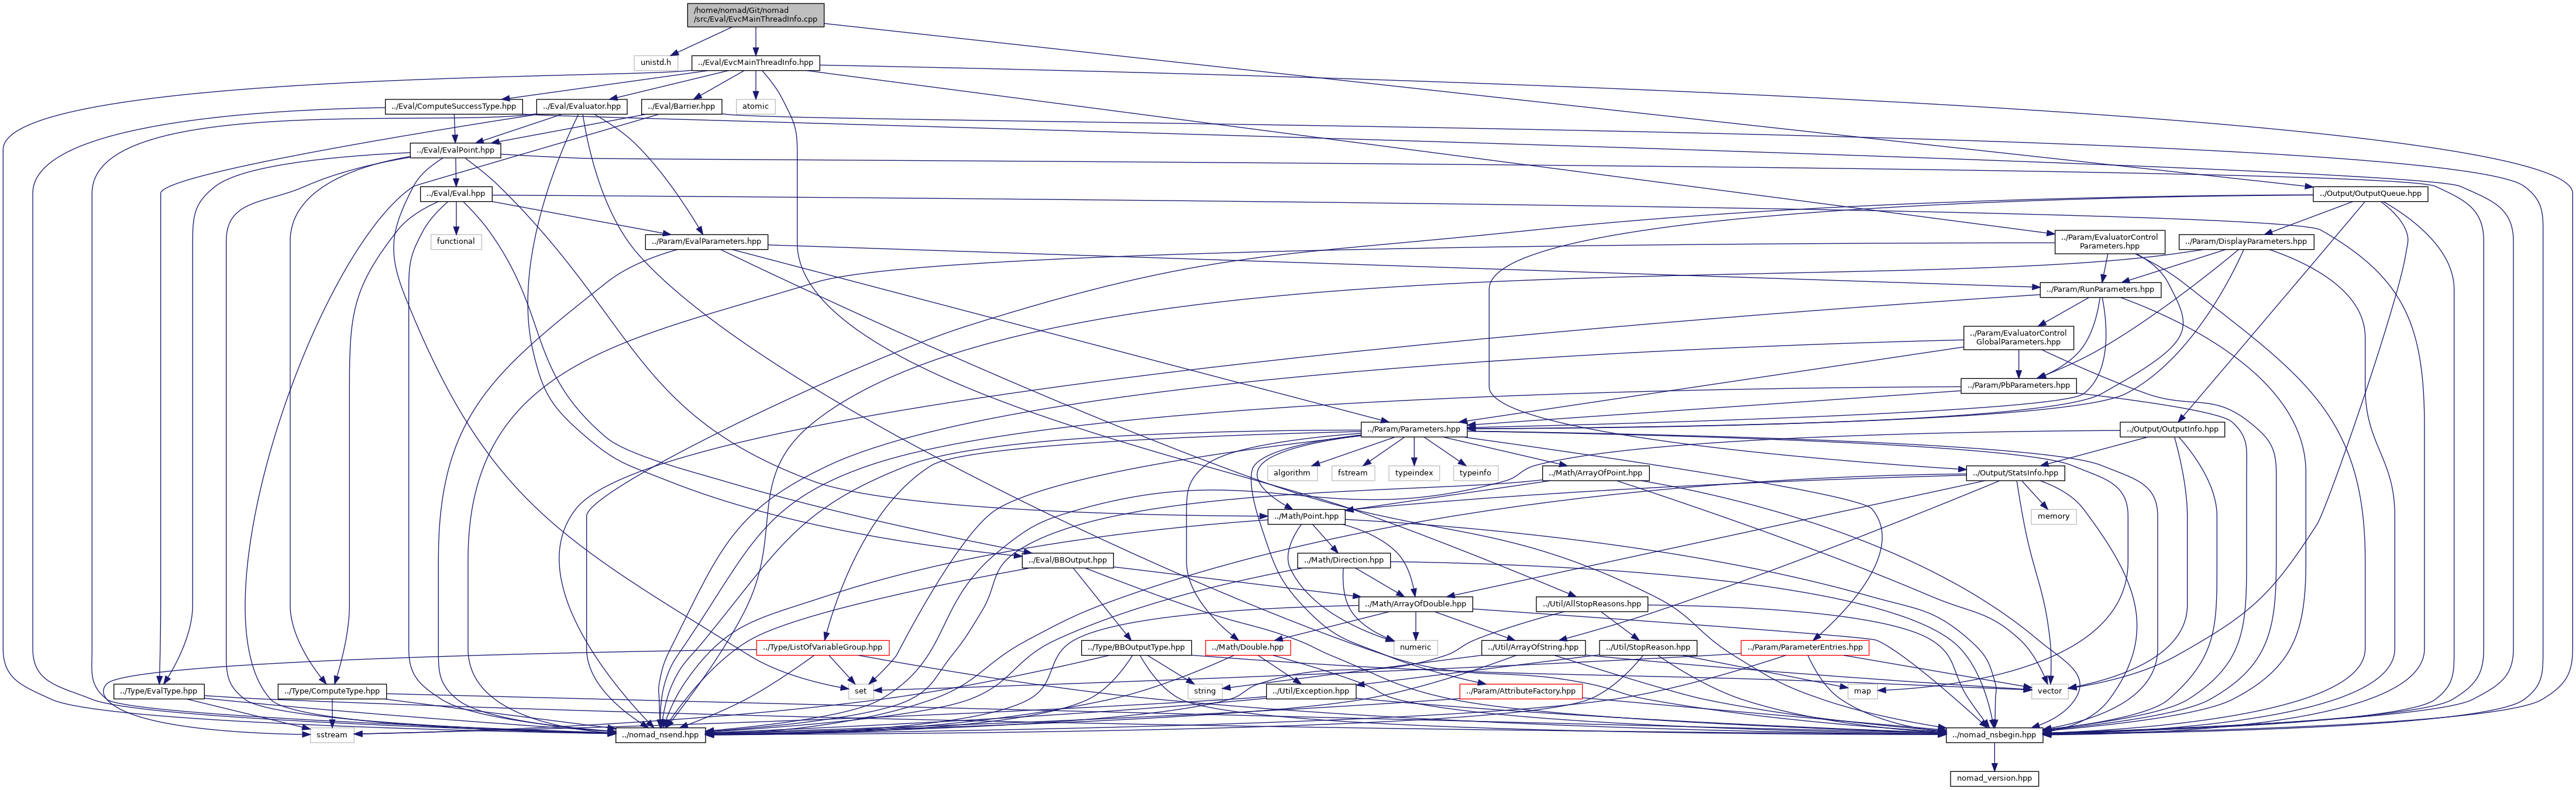 /home/nomad/Git/nomad
/src/Eval/EvcMainThreadInfo.cpp
unistd.h
../Eval/EvcMainThreadInfo.hpp
../Eval/ComputeSuccessType.hpp
../Eval/Evaluator.hpp
../Eval/Barrier.hpp
atomic
../Eval/EvalPoint.hpp
../Eval/Eval.hpp
../Output/OutputQueue.hpp
functional
../Param/EvalParameters.hpp
../Param/EvaluatorControl
Parameters.hpp
../Param/DisplayParameters.hpp
../Param/RunParameters.hpp
../Param/EvaluatorControl
GlobalParameters.hpp
../Param/PbParameters.hpp
../Param/Parameters.hpp
../Output/OutputInfo.hpp
algorithm
fstream
typeindex
typeinfo
../Math/ArrayOfPoint.hpp
../Output/StatsInfo.hpp
../Math/Point.hpp
memory
../Eval/BBOutput.hpp
../Math/Direction.hpp
../Math/ArrayOfDouble.hpp
../Util/AllStopReasons.hpp
../Type/ListOfVariableGroup.hpp
../Type/BBOutputType.hpp
../Math/Double.hpp
numeric
../Util/ArrayOfString.hpp
../Util/StopReason.hpp
../Param/ParameterEntries.hpp
../Type/EvalType.hpp
../Type/ComputeType.hpp
set
string
../Util/Exception.hpp
../Param/AttributeFactory.hpp
map
vector
sstream
../nomad_nsend.hpp
../nomad_nsbegin.hpp
nomad_version.hpp